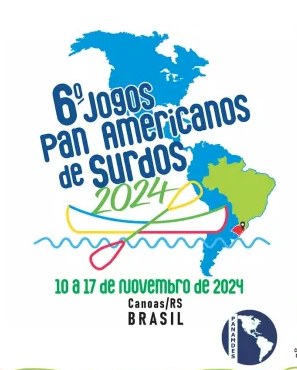 6º Jogos
Pan Americanos
de Surdos
2024
10 a 17 de Novembro de 2024
Canoas/RS
BRASIL
PANAMDES